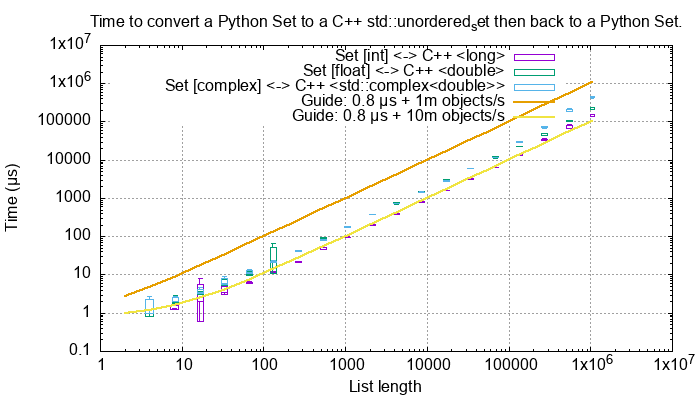 Time to convert a Python Set to a C++ std::unordered_set then back to a Python Set.
1x10^7
1x10^6
100000
10000
1000
100
10
1
0.1
Time (µs)
Set [int] <-> C++ <long>
Set [float] <-> C++ <double>
Set [complex] <-> C++ <std::complex<double>>
Guide: 0.8 µs + 1m objects/s
Guide: 0.8 µs + 10m objects/s
1 10 100 1000 10000 100000 1x10^6 1x10^7
List length